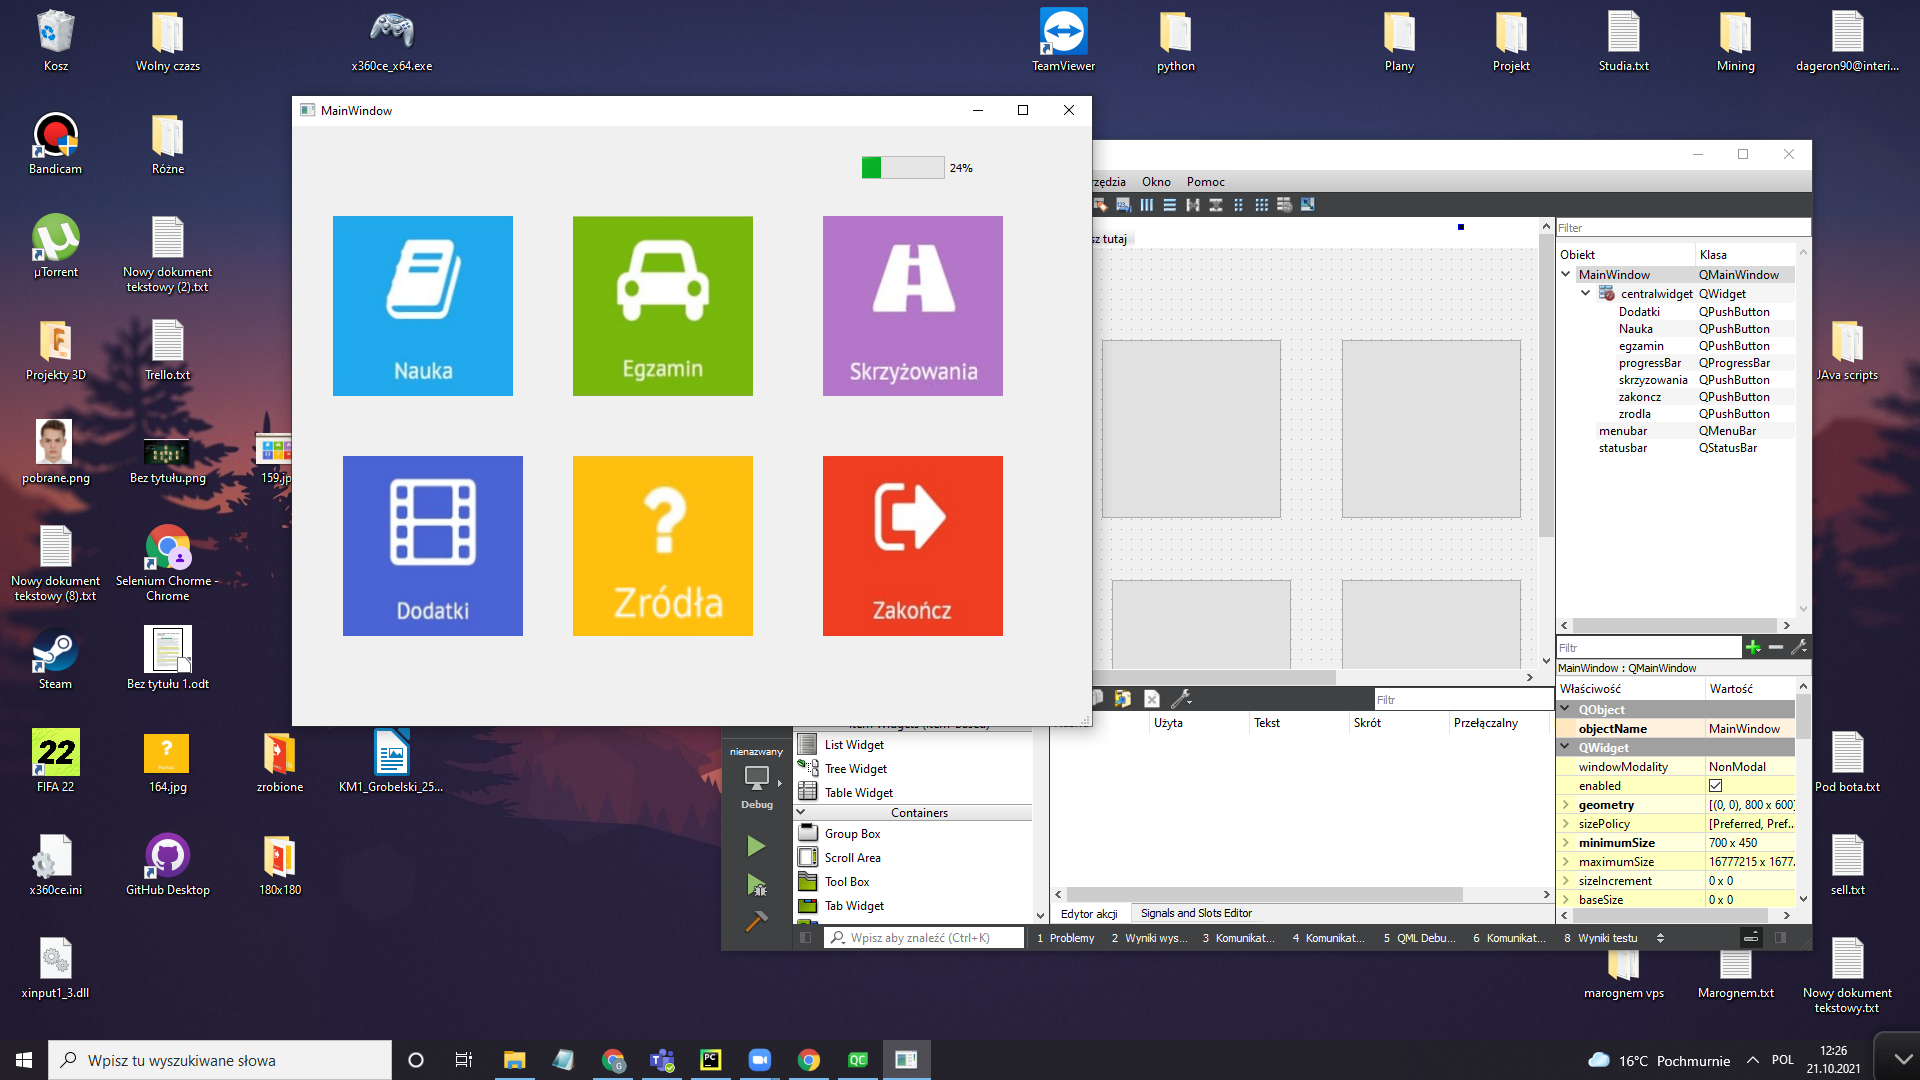 Kosz
Wolny czazs
x360ce_x64.exe
TeamViewer
python
Plany
Projekt
Studia.txt
Mining
dageron90@interi...
Bandicam
Różne
µTorrent
Nowy dokument
tekstowy (2).txt
Projekty 3D
Trello.txt
pobrane.png
Bez tytułu.png
159.jp
Nowy dokument
tekstowy (8).txt
Selenium Chorme -
Chrome
Steam
Bez tytułu 1.odt
22
FIFA 22
164.jpg
zrobione
KM1_Grobelski_25...
x360ce.ini
GitHub Desktop
180x180
xinput1_3.dll
MainWindow
24%
Nauka
Egzamin
Skrzyżowania
Dodatki
Zródła
Zakończ
rzędzia
Okno
Pomoc
sz tutaj
Filter
Obiekt
Klasa
MainWindow
QMainWindow
centralwidget
QWidget
Dodatki
QPushButton
Nauka
QPushButton
egzamin
QPushButton
progressBar
QProgressBar
skrzyzowania
QPushButton
zakoncz
QPushButton
zrodla
QPushButton
menubar
QMenuBar
statusbar
QStatusBar
Filtr
MainWindow : QMainWindow
Właściwość
Wartość
QObject
objectName
MainWindow
QWidget
windowModality
NonModal
enabled
geometry
[(0, 0), 800 x 600]
sizePolicy
[Preferred, Pref...
minimumSize
700 x 450
maximumSize
16777215 x 1677...
sizeIncrement
0 x 0
baseSize
0 x 0
Filtr
Użyta
Tekst
Skrót
Przełączalny
nienazwany
Debug
List Widget
Tree Widget
Table Widget
Containers
Group Box
Scroll Area
Tool Box
Tab Widget
Edytor akcji
Signals and Slots Editor
Wpisz aby znaleźć (Ctrl+K)
1 Problemy
2 Wyniki wys...
3 Komunikat...
4 Komunikat...
5 QML Debu...
6 Komunikat...
8 Wyniki testu
JAva scripts
Pod bota.txt
sell.txt
marognem vps
Marognem.txt
Nowy dokument
tekstowy.txt
Wpisz tu wyszukiwane słowa
16°C Pochmurnie
POL
12:26
21.10.2021